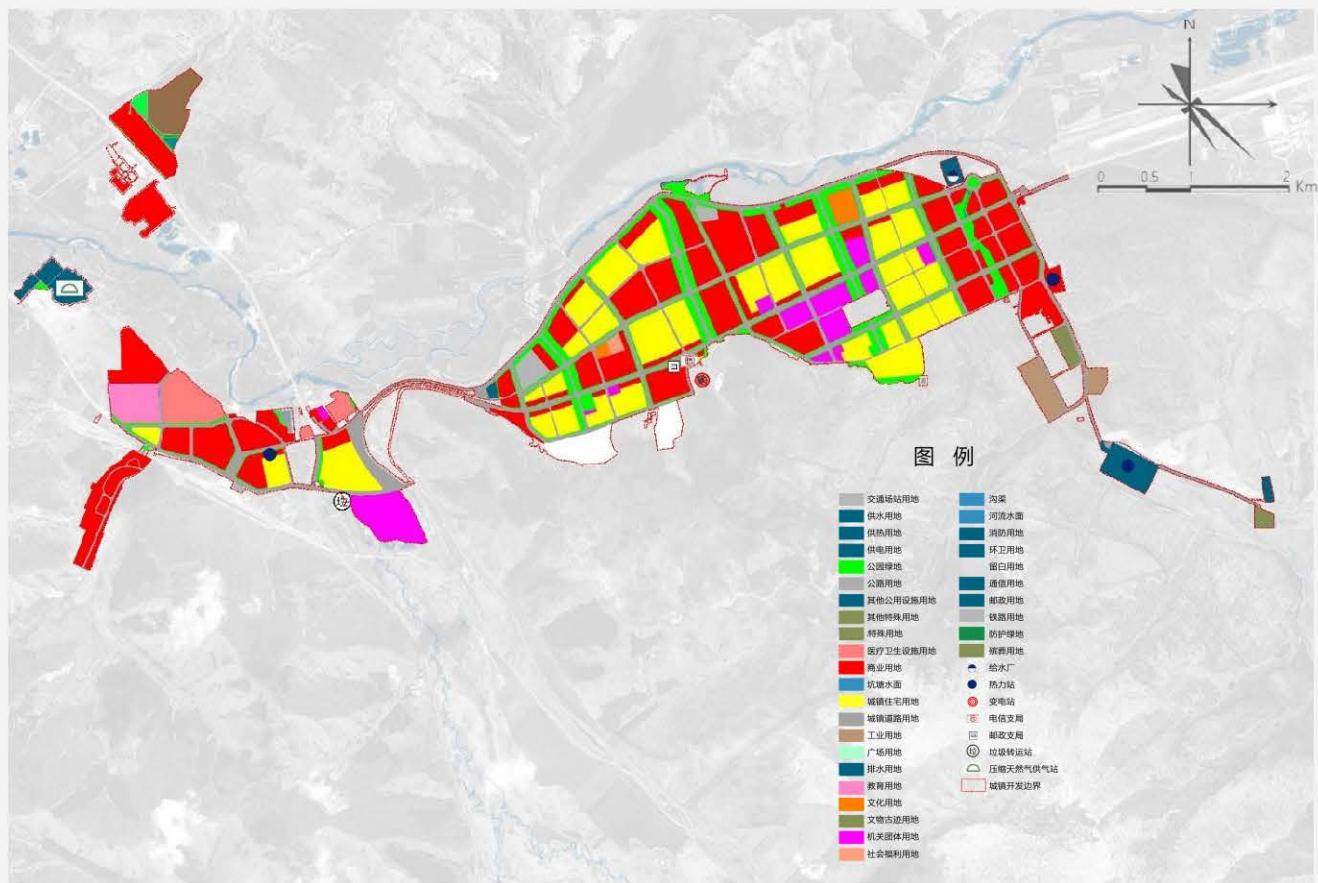 N
0 0.5 1 2 Km
垃
图 例
交通场站用地
供水用地
供热用地
供电用地
公园绿地
公路用地
其他公用设施用地
其他特殊用地
特殊用地
医疗卫生设施用地
商业用地
坑塘水面
城镇住宅用地
城镇道路用地
工业用地
广场用地
排水用地
教育用地
文化用地
文物古迹用地
机关团体用地
社会福利用地
沟渠
河流水面
消防用地
环卫用地
留白用地
通信用地
邮政用地
铁路用地
防护绿地
殡葬用地
给水厂
热力站
变电站
电信支局
邮政支局
垃 垃圾转运站
压缩天然气供气站
城镇开发边界